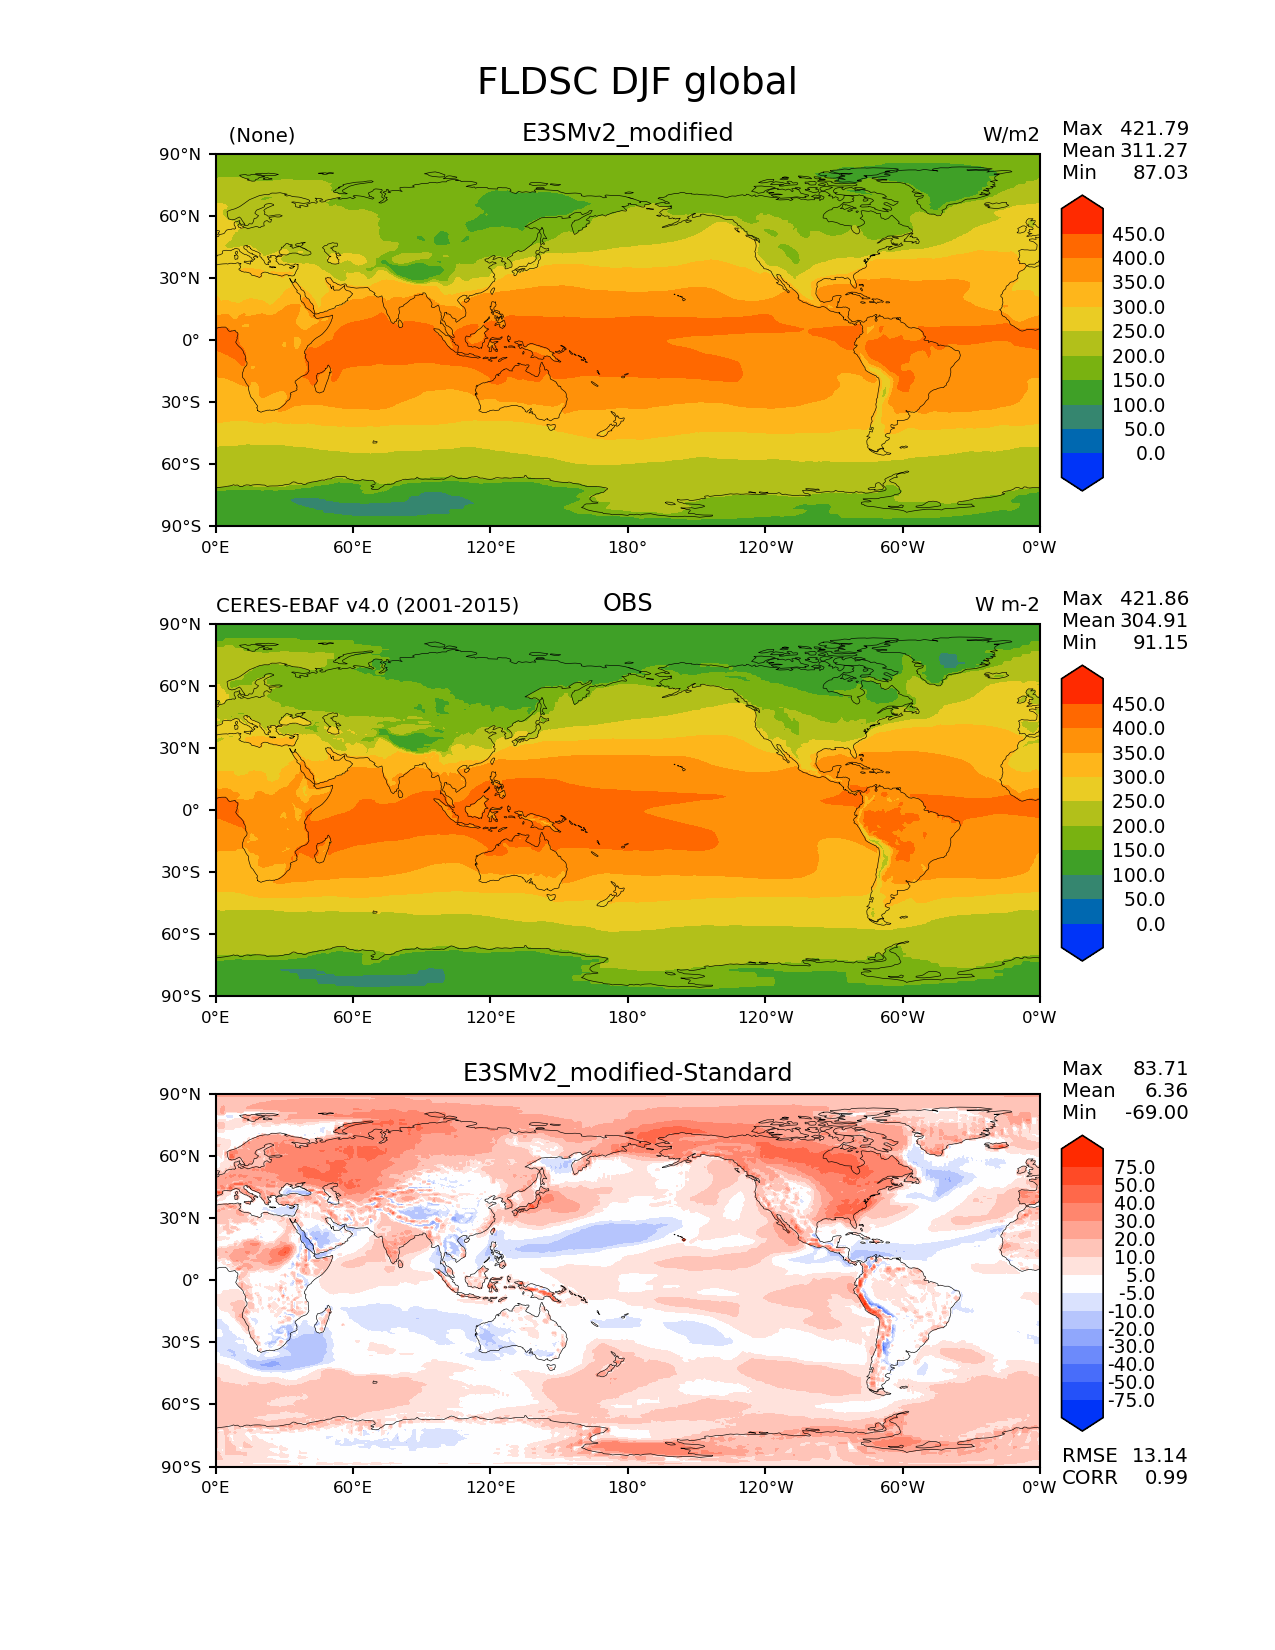 FLDSC DJF global
(None) E3SMv2_modified W/m2
Max 421.79
Mean 311.27
Min 87.03
90°N
60°N
30°N
0°
30°S
60°S
90°S
0°E 60°E 120°E 180° 120°W 60°W 0°W
450.0
400.0
350.0
300.0
250.0
200.0
150.0
100.0
50.0
0.0
CERES-EBAF v4.0 (2001-2015) OBS W m-2
Max 421.86
Mean 304.91
Min 91.15
90°N
60°N
30°N
0°
30°S
60°S
90°S
0°E 60°E 120°E 180° 120°W 60°W 0°W
450.0
400.0
350.0
300.0
250.0
200.0
150.0
100.0
50.0
0.0
E3SMv2_modified-Standard
Max 83.71
Mean 6.36
Min -69.00
90°N
60°N
30°N
0°
30°S
60°S
90°S
0°E 60°E 120°E 180° 120°W 60°W 0°W
75.0
50.0
40.0
30.0
20.0
10.0
5.0
-5.0
-10.0
-20.0
-30.0
-40.0
-50.0
-75.0
RMSE 13.14
CORR 0.99